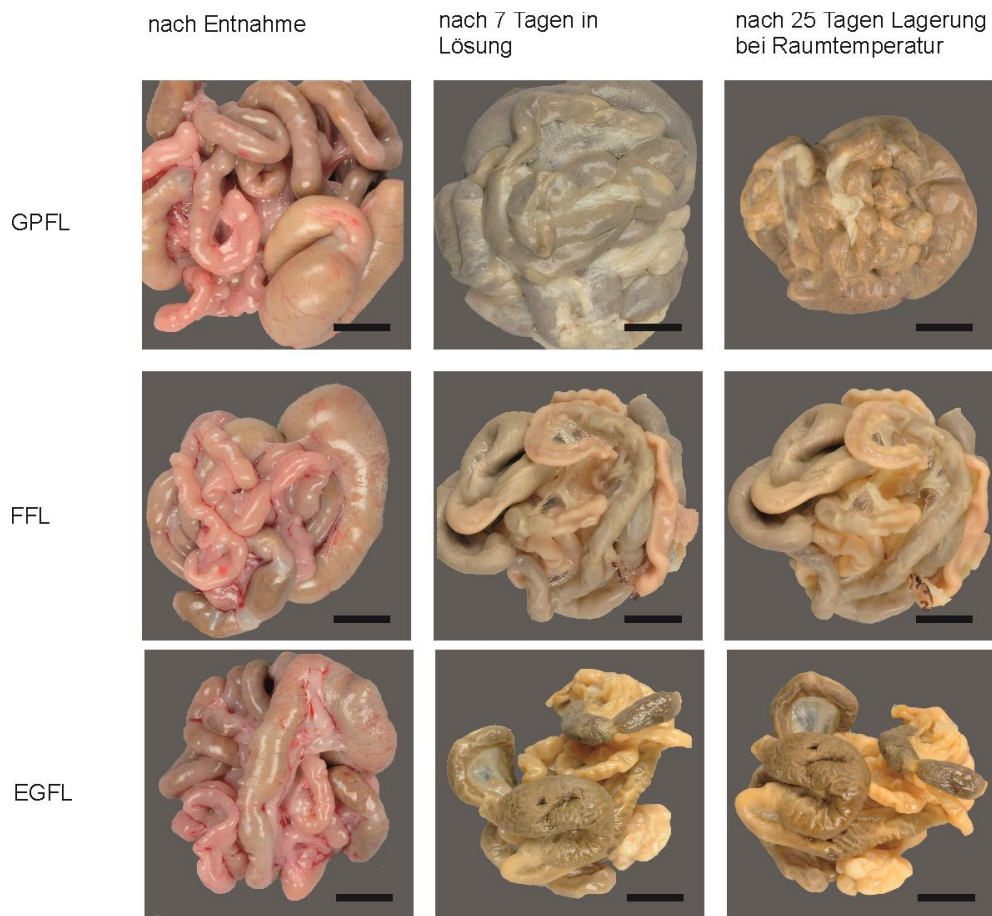 nach Entnahme
nach 7 Tagen in
Lösung
nach 25 Tagen Lagerung
bei Raumtemperatur
GPFL
FFL
EGFL